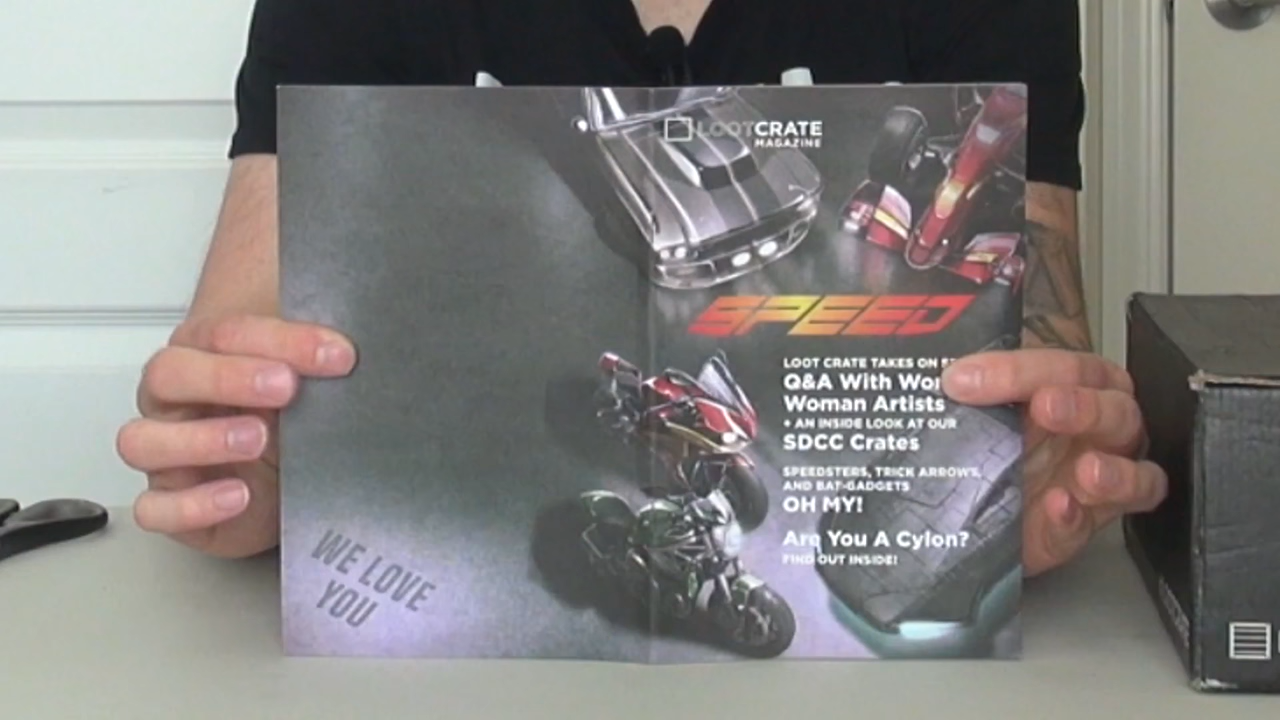 LOOTCRATE
MAGAZINE
SPEED
LOOT CRATE TAKES ON
Q&A With
Woman Artists
+ AN INSIDE LOOK AT OUR
SDCC Crates
SPEEDSTERS, TRICK ARROWS,
AND BAT-GADGETS
OH MY!
Are You A Cylon?
FIND OUT INSIDE!
WE LOVE
YOU